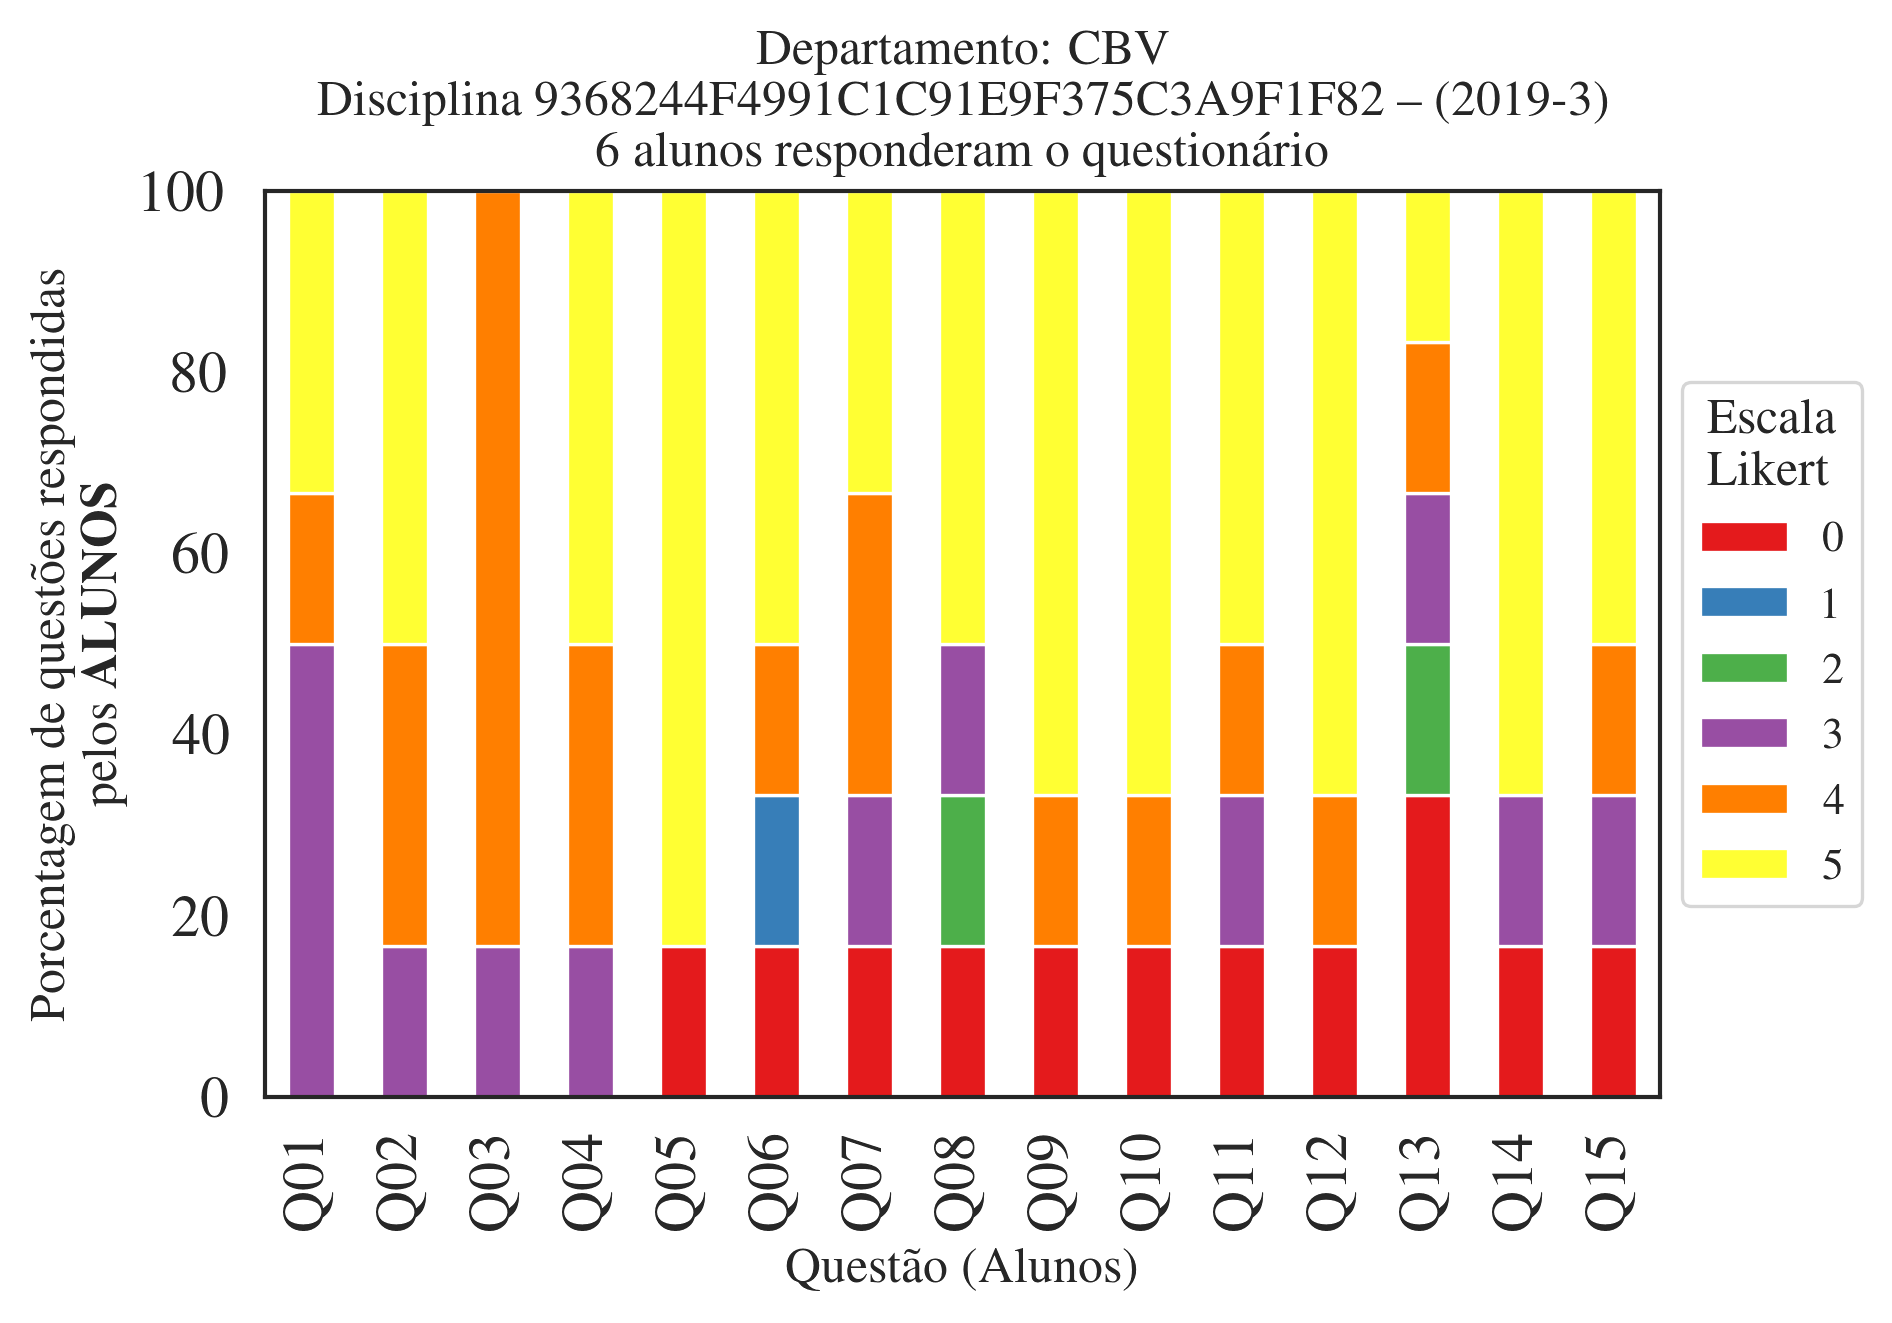 Departamento: CBV
Disciplina 9368244F4991C1C91E9F375C3A9F1F82 – (2019-3)
6 alunos responderam o questionário
Porcentagem de questões respondidas
pelos ALUNOS
100
80
60
40
20
0
Q01
Q02
Q03
Q04
Q05
Q06
Q07
Q08
Q09
Q10
Q11
Q12
Q13
Q14
Q15
Questão (Alunos)
Escala
Likert
0
1
2
3
4
5